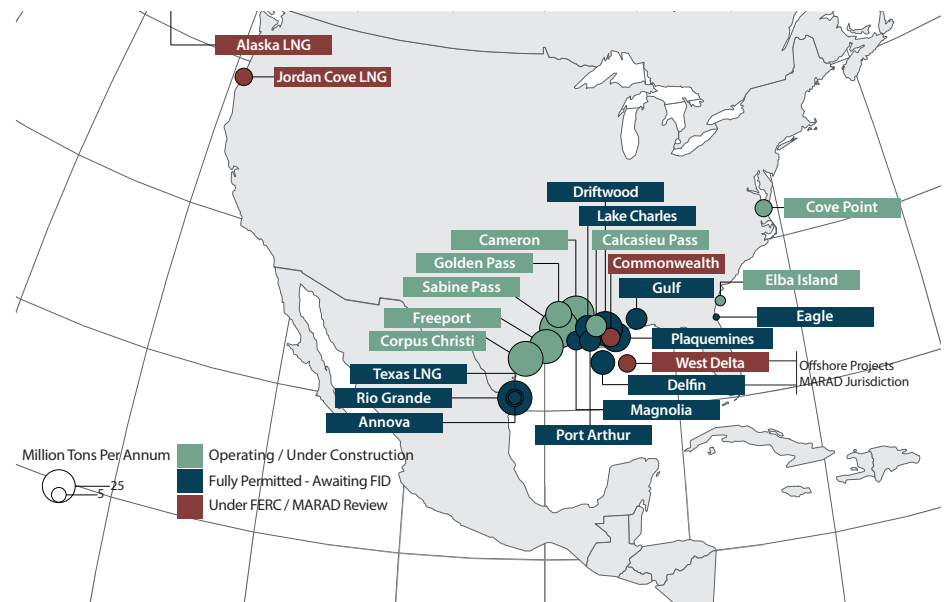 Alaska LNG
Jordan Cove LNG
Driftwood
Lake Charles
Cove Point
Cameron
Calcasieu Pass
Golden Pass
Commonwealth
Sabine Pass
Gulf
Elba Island
Freeport
Eagle
Corpus Christi
Plaquemines
West Delta
Offshore Projects
MARAD Jurisdiction
Texas LNG
Delfin
Rio Grande
Magnolia
Annova
Port Arthur
Million Tons Per Annum
25
5
Operating / Under Construction
Fully Permitted - Awaiting FID
Under FERC / MARAD Review